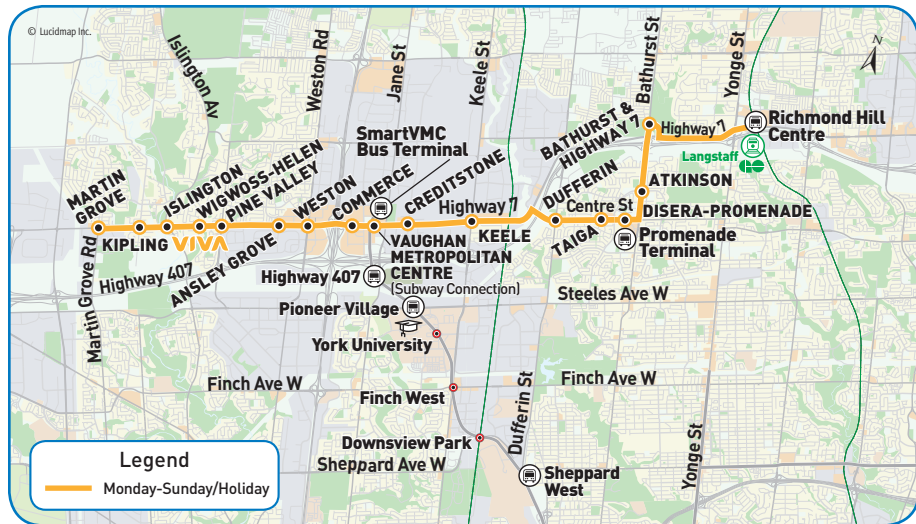 © Lucidmap Inc.
Islington Av
Weston Rd
Jane St
Keele St
Bathurst St
Yonge St
N
SmartVMC
Bus Terminal
BATHURST &
HIGHWAY 7
Highway 7
Richmond Hill
Centre
Langstaff
GO
MARTIN
GROVE
KIPLING
ISLINGTON
WIGWOSS-HELEN
PINE VALLEY
VIVA
ANSLEY GROVE
WESTON
COMMERCE
VAUGHAN
METROPOLITAN
CENTRE
(Subway Connection)
CREDITSTONE
Highway 7
KEELE
DUFFERIN
Centre St
TAIGA
ATKINSON
DISERA-PROMENADE
Promenade
Terminal
Martin Grove Rd
Highway 407
Highway 407
Steeles Ave W
Pioneer Village
York University
Finch Ave W
Finch West
Finch Ave W
Dufferin St
Downsview Park
Sheppard Ave W
Sheppard
West
Yonge St
Legend
Monday-Sunday/Holiday